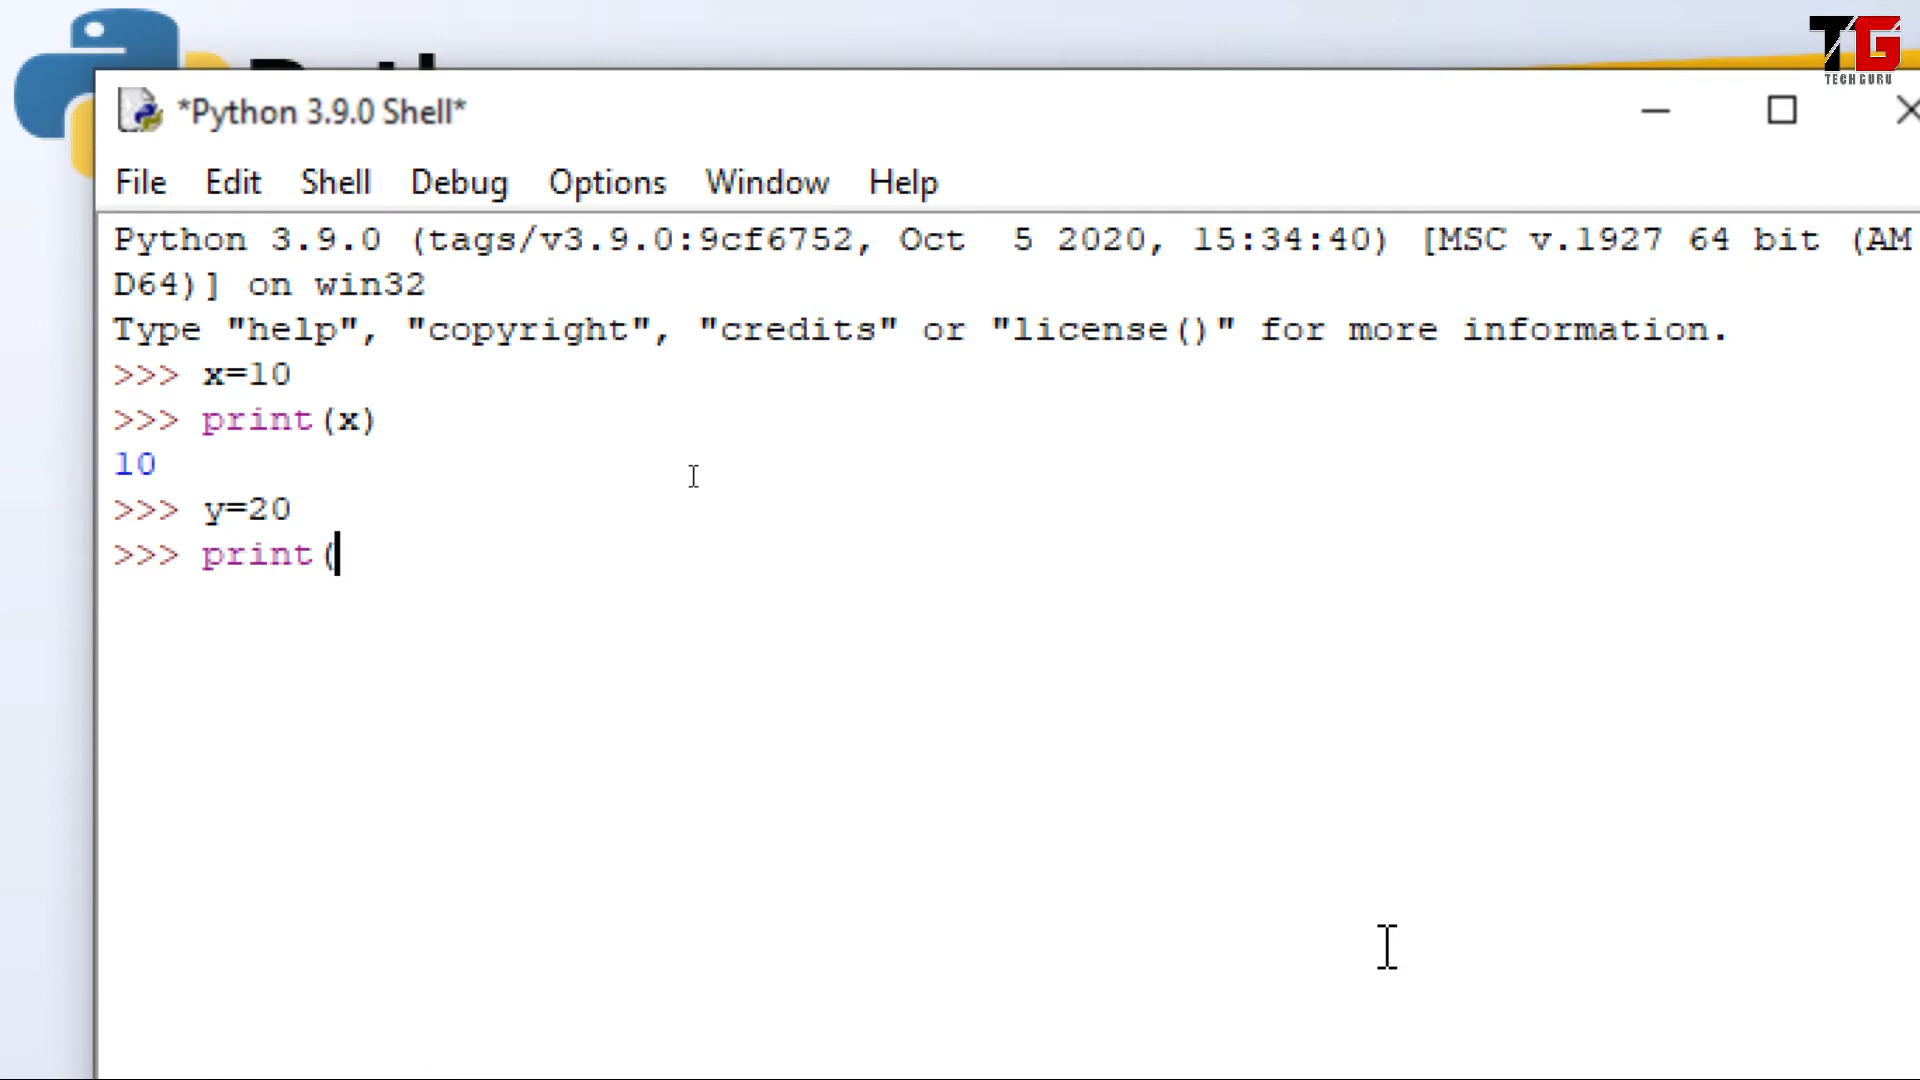 TG
TECH GURU
*Python 3.9.0 Shell*
File Edit Shell Debug Options Window Help
Python 3.9.0 (tags/v3.9.0:9cf6752, Oct  5 2020, 15:34:40) [MSC v.1927 64 bit (AM
D64)] on win32
Type "help", "copyright", "credits" or "license()" for more information.
>>> x=10
>>> print(x)
10
>>> y=20
>>> print(